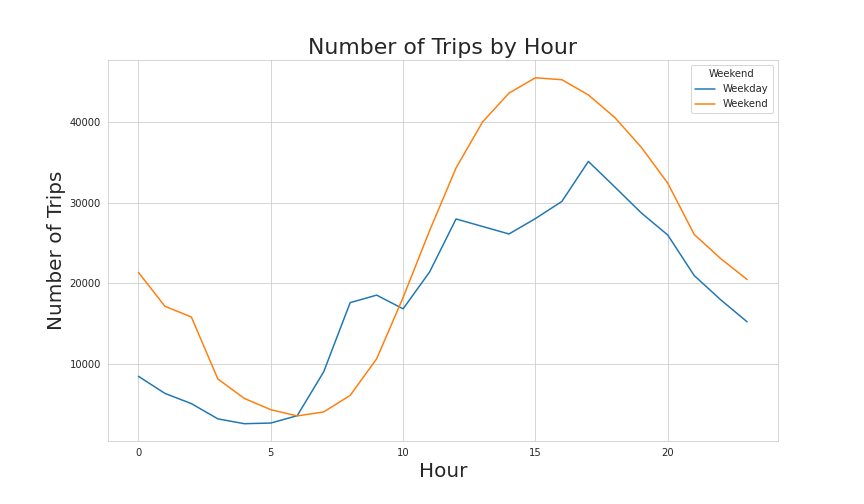 Number of Trips by Hour
Weekend
Weekday
Weekend
Number of Trips
40000
30000
20000
10000
0 5 10 15 20
Hour